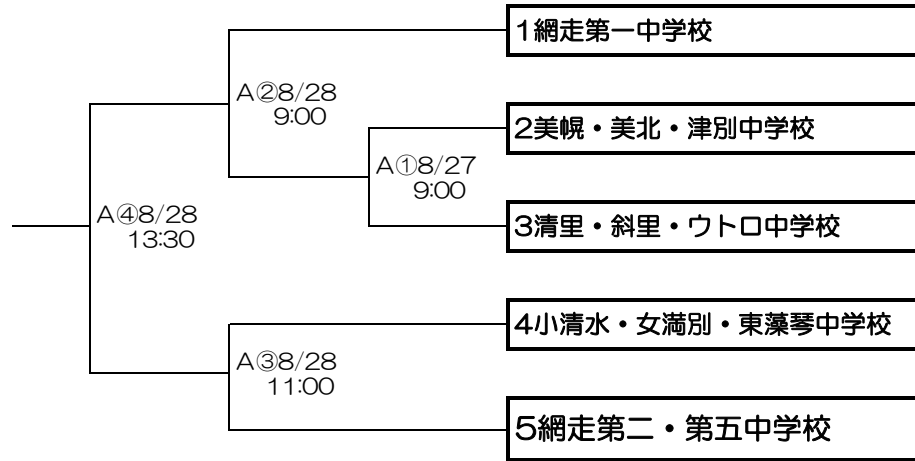 1網走第一中学校
A②8/28
9:00
2美幌・美北・津別中学校
A①8/27
9:00
A④8/28
13:30
3清里・斜里・ウトロ中学校
4小清水・女満別・東藻琴中学校
A③8/28
11:00
5網走第二・第五中学校